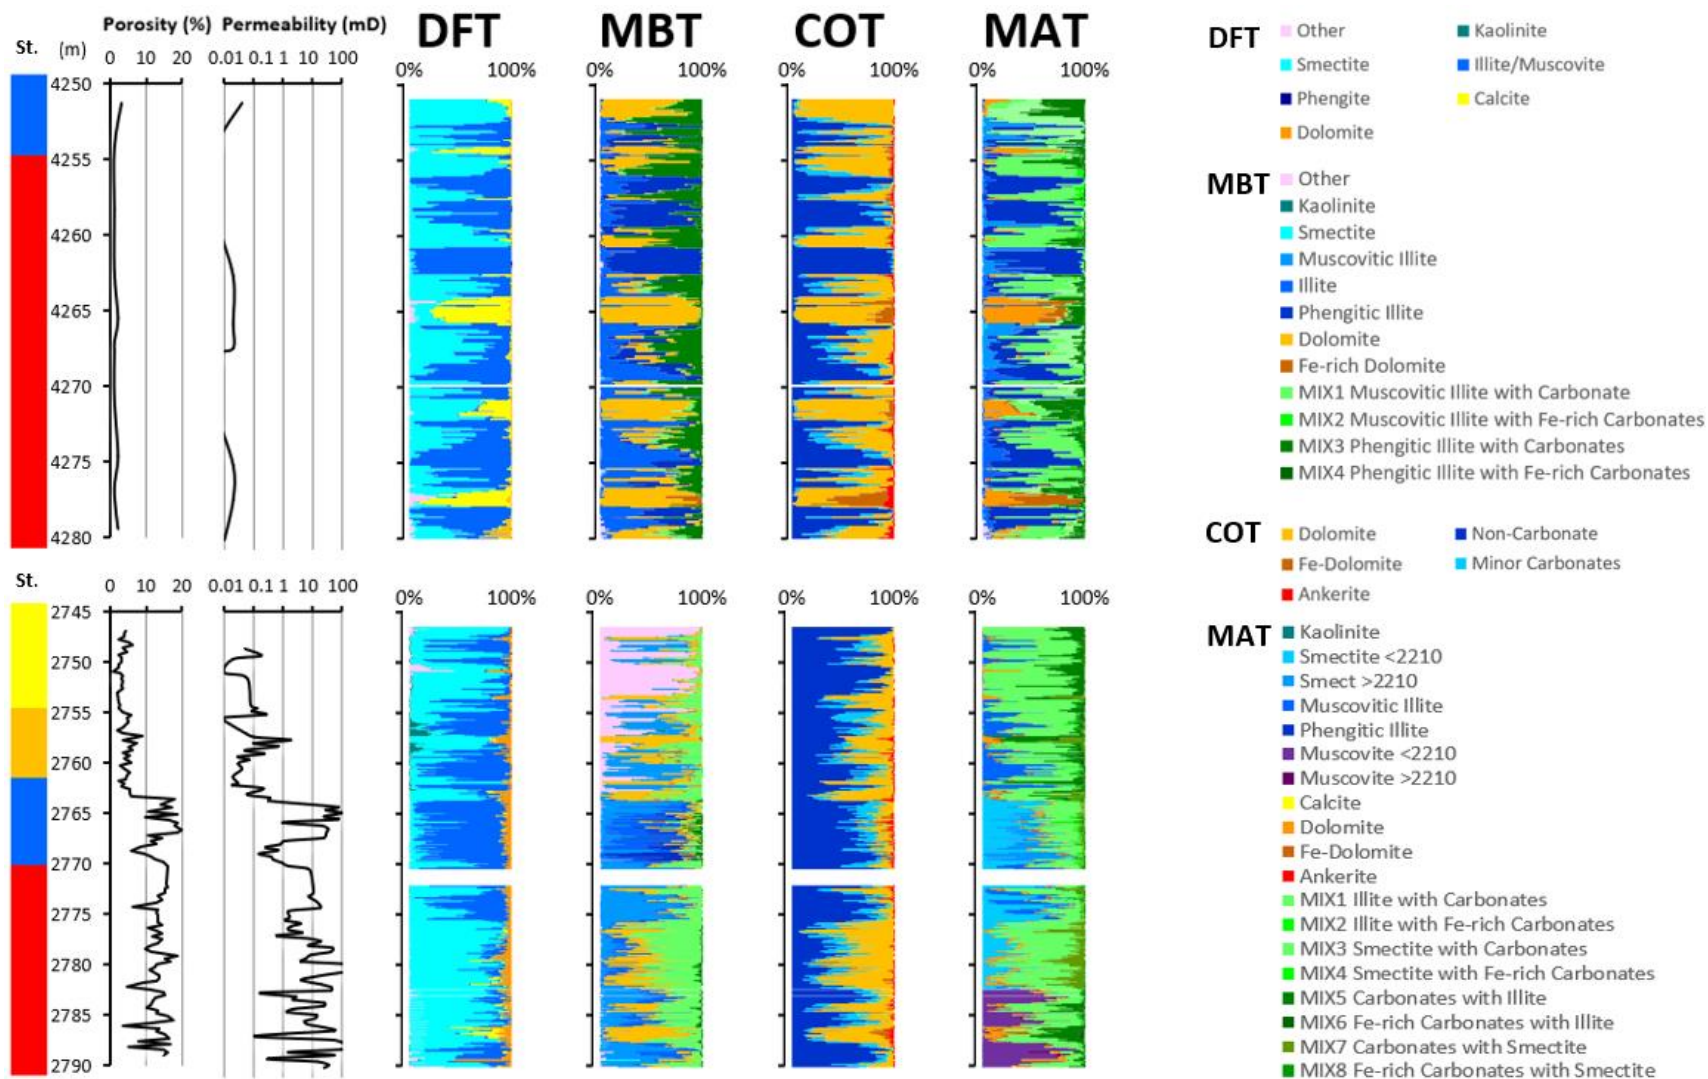 Porosity (%) Permeability (mD) DFT MBT COT MAT
St. (m)
0 10 20 0.01 0.1 1 10 100 0% 100% 0% 100% 0% 100% 0% 100%
4250
4255
4260
4265
4270
4275
4280
St.
0 10 20 0.01 0.1 1 10 100 0% 100% 0% 100% 0% 100% 0% 100%
2745
2750
2755
2760
2765
2770
2775
2780
2785
2790
DFT
Other Kaolinite
Smectite Illite/Muscovite
Phengite Calcite
Dolomite
MBT
Other
Kaolinite
Smectite
Muscovitic Illite
Illite
Phengitic Illite
Dolomite
Fe-rich Dolomite
MIX1 Muscovitic Illite with Carbonate
MIX2 Muscovitic Illite with Fe-rich Carbonates
MIX3 Phengitic Illite with Carbonates
MIX4 Phengitic Illite with Fe-rich Carbonates
COT
Dolomite Non-Carbonate
Fe-Dolomite Minor Carbonates
Ankerite
MAT
Kaolinite
Smectite <2210
Smect >2210
Muscovitic Illite
Phengitic Illite
Muscovite <2210
Muscovite >2210
Calcite
Dolomite
Fe-Dolomite
Ankerite
MIX1 Illite with Carbonates
MIX2 Illite with Fe-rich Carbonates
MIX3 Smectite with Carbonates
MIX4 Smectite with Fe-rich Carbonates
MIX5 Carbonates with Illite
MIX6 Fe-rich Carbonates with Illite
MIX7 Carbonates with Smectite
MIX8 Fe-rich Carbonates with Smectite